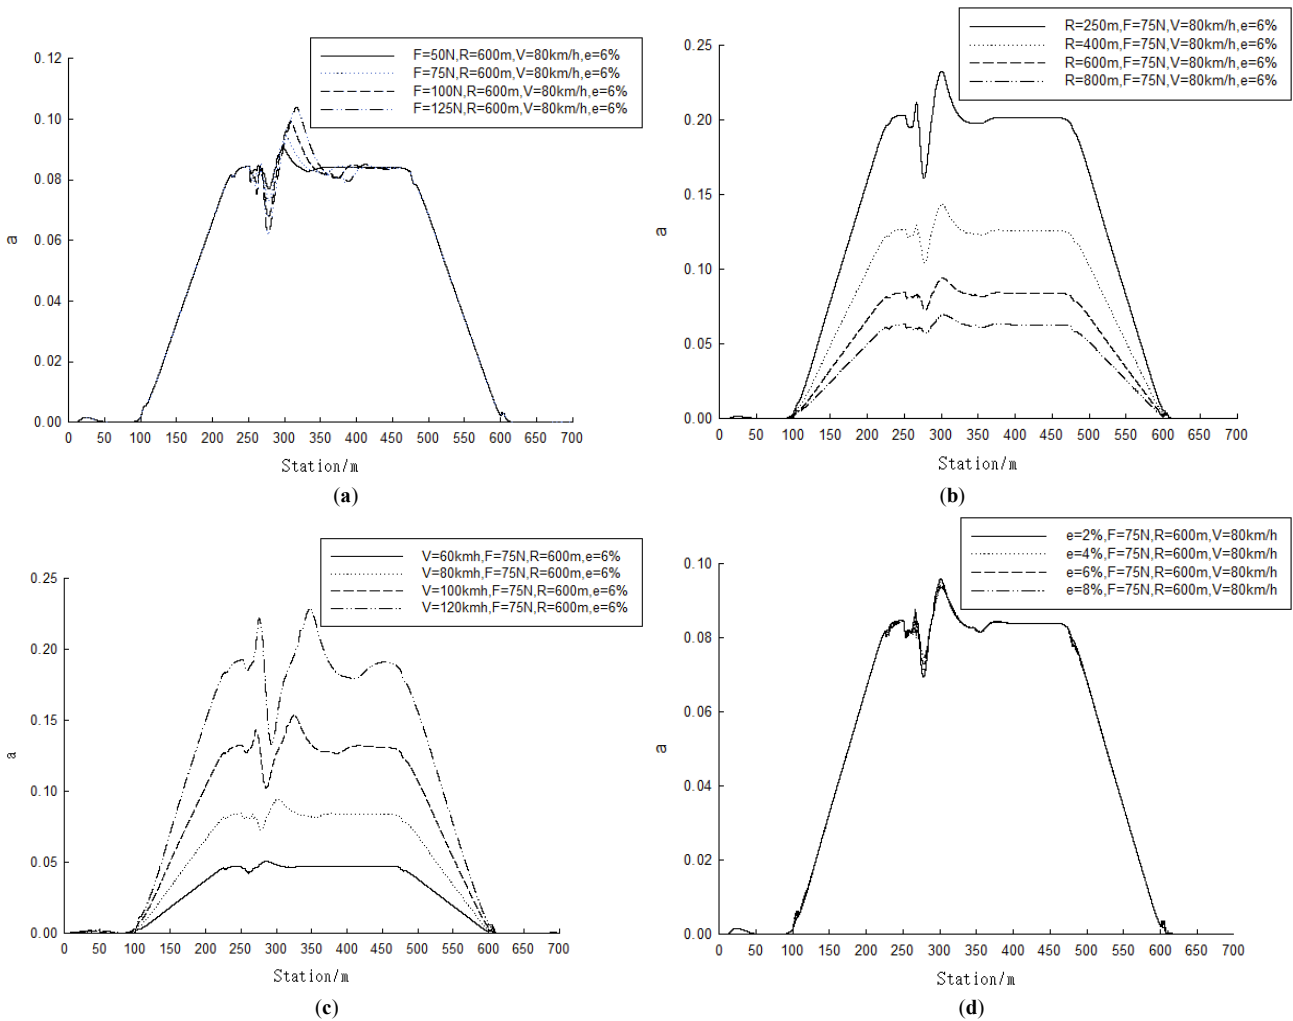 F=50N,R=600m,V=80km/h,e=6%
F=75N,R=600m,V=80km/h,e=6%
F=100N,R=600m,V=80km/h,e=6%
F=125N,R=600m,V=80km/h,e=6%
0.12
0.10
0.08
0.06
0.04
0.02
0.00
a
0 50 100 150 200 250 300 350 400 450 500 550 600 650 700
Station/m
(a)
R=250m,F=75N,V=80km/h,e=6%
R=400m,F=75N,V=80km/h,e=6%
R=600m,F=75N,V=80km/h,e=6%
R=800m,F=75N,V=80km/h,e=6%
0.25
0.20
0.15
0.10
0.05
0.00
a
0 50 100 150 200 250 300 350 400 450 500 550 600 650 700
Station/m
(b)
V=60kmh,F=75N,R=600m,e=6%
V=80kmh,F=75N,R=600m,e=6%
V=100kmh,F=75N,R=600m,e=6%
V=120kmh,F=75N,R=600m,e=6%
0.25
0.20
0.15
0.10
0.05
0.00
a
0 50 100 150 200 250 300 350 400 450 500 550 600 650 700
Station/m
(c)
e=2%,F=75N,R=600m,V=80km/h
e=4%,F=75N,R=600m,V=80km/h
e=6%,F=75N,R=600m,V=80km/h
e=8%,F=75N,R=600m,V=80km/h
0.10
0.08
0.06
0.04
0.02
0.00
a
0 50 100 150 200 250 300 350 400 450 500 550 600 650 700
Station/m
(d)